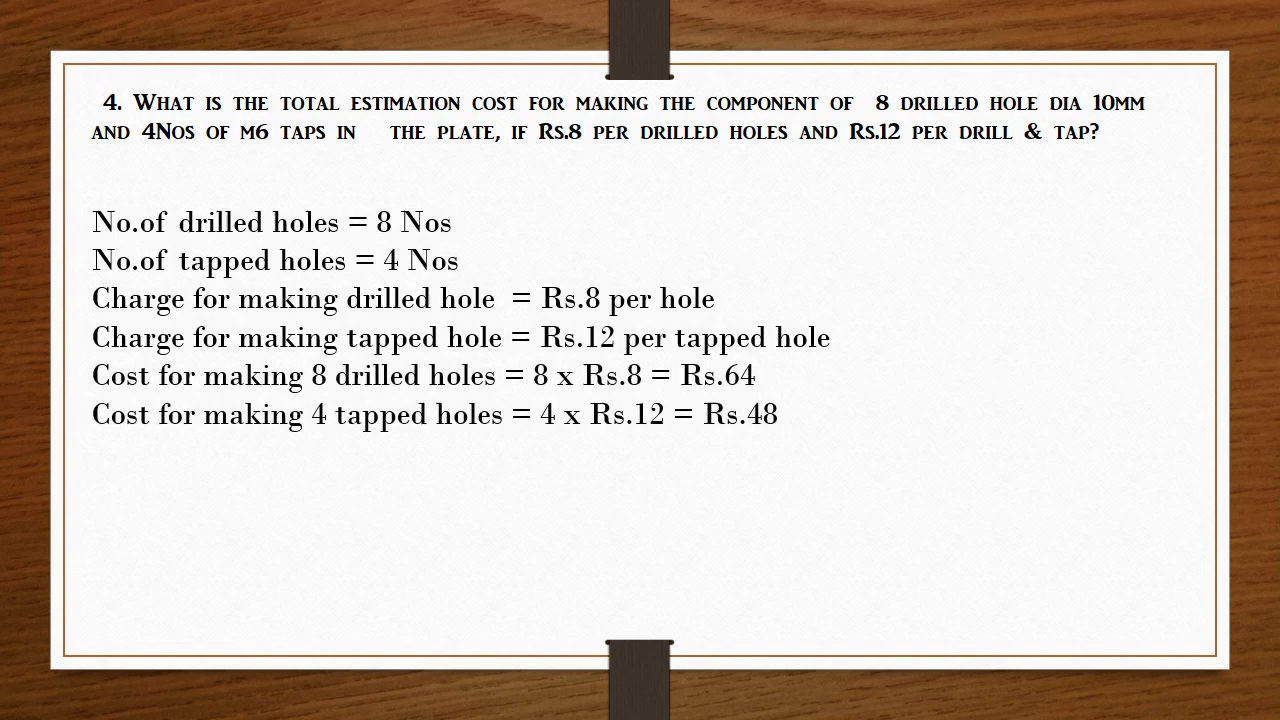 4. What is the total estimation cost for making the component of 8 drilled hole dia 10mm
and 4Nos of m6 taps in the plate, if Rs.8 per drilled holes and Rs.12 per drill & tap?
No.of drilled holes = 8 Nos
No.of tapped holes = 4 Nos
Charge for making drilled hole = Rs.8 per hole
Charge for making tapped hole = Rs.12 per tapped hole
Cost for making 8 drilled holes = 8 x Rs.8 = Rs.64
Cost for making 4 tapped holes = 4 x Rs.12 = Rs.48